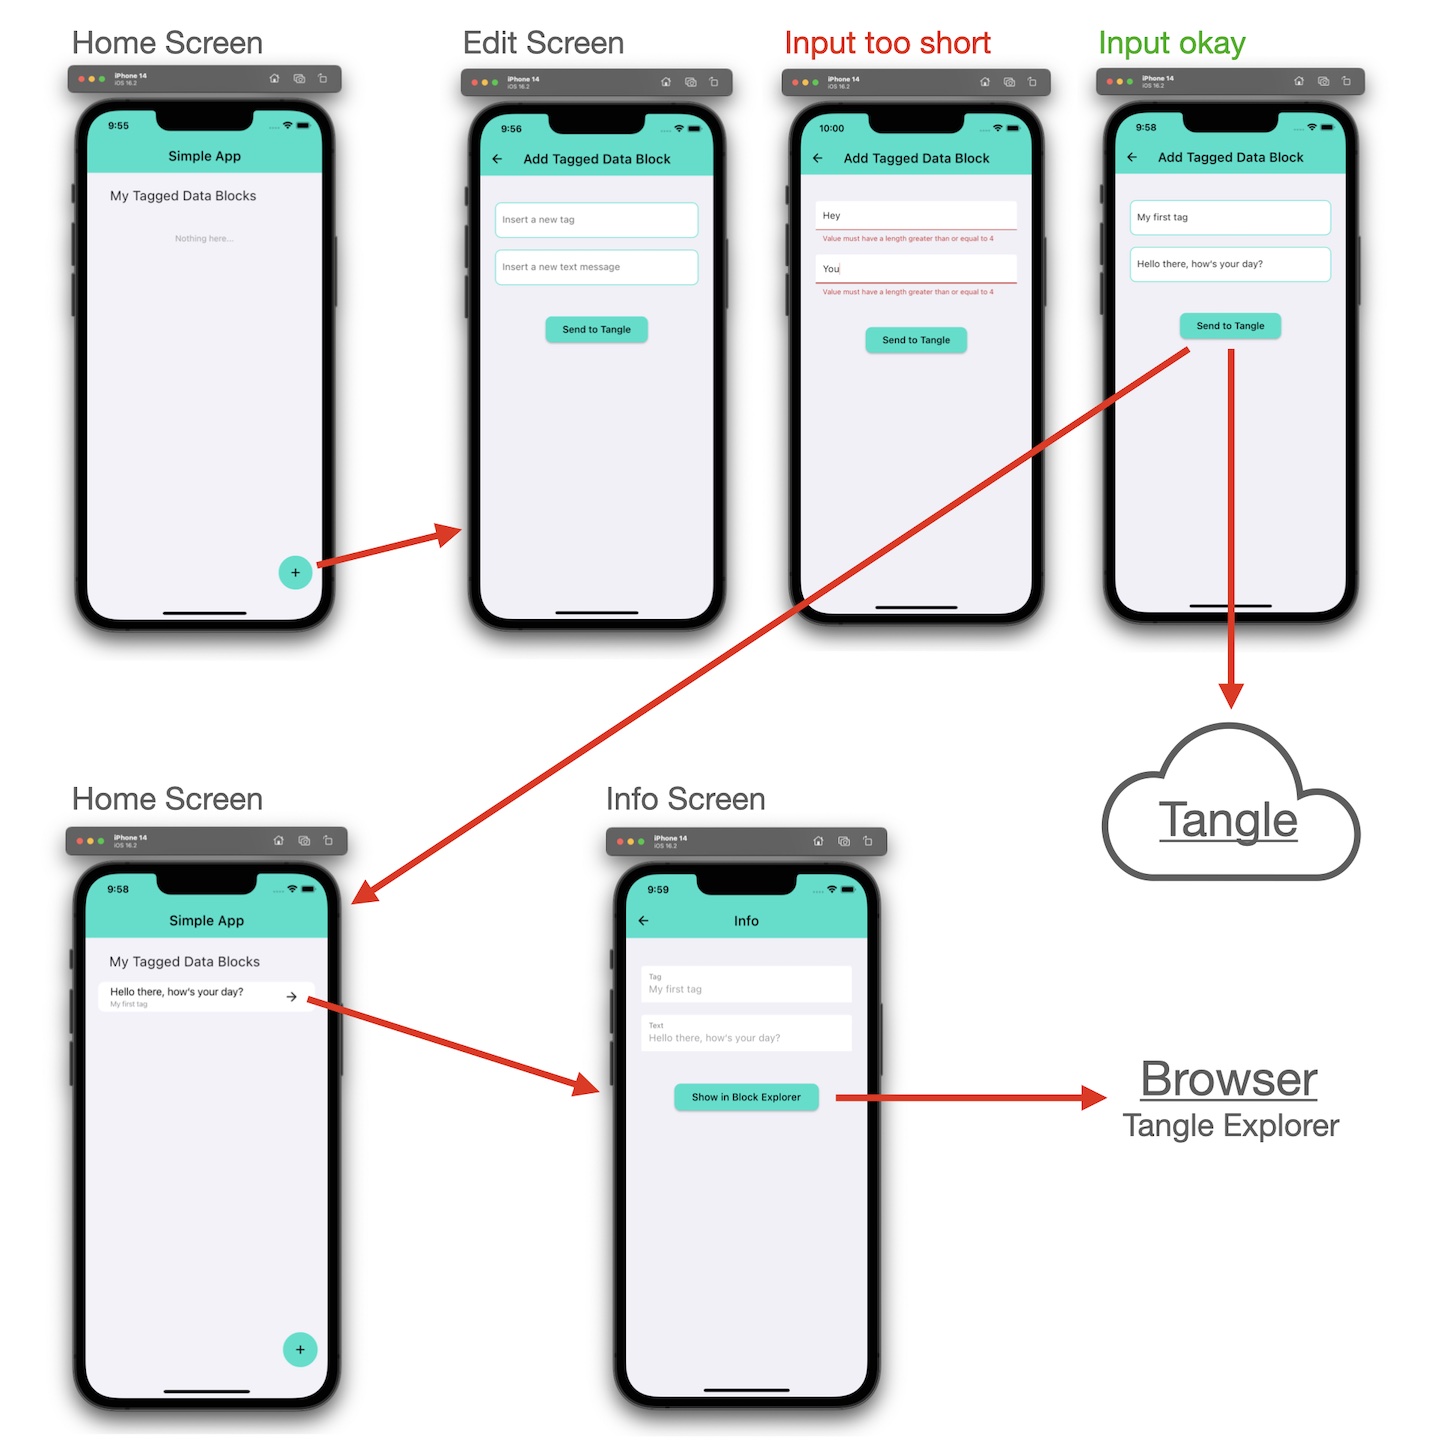 Home Screen
iPhone 14
iOS 16.2
9:55
Simple App
My Tagged Data Blocks
Nothing here...
+
Edit Screen
iPhone 14
iOS 16.2
9:56
Add Tagged Data Block
Insert a new tag
Insert a new text message
Send to Tangle
Input too short
iPhone 14
iOS 16.2
10:00
Add Tagged Data Block
Hey
Value must have a length greater than or equal to 4
You
Value must have a length greater than or equal to 4
Send to Tangle
Input okay
iPhone 14
iOS 16.2
9:58
Add Tagged Data Block
My first tag
Hello there, how's your day?
Send to Tangle
Tangle
Home Screen
iPhone 14
iOS 16.2
9:58
Simple App
My Tagged Data Blocks
Hello there, how's your day?
My first tag
+
Info Screen
iPhone 14
iOS 16.2
9:59
Info
Tag
My first tag
Text
Hello there, how's your day?
Show in Block Explorer
Browser
Tangle Explorer